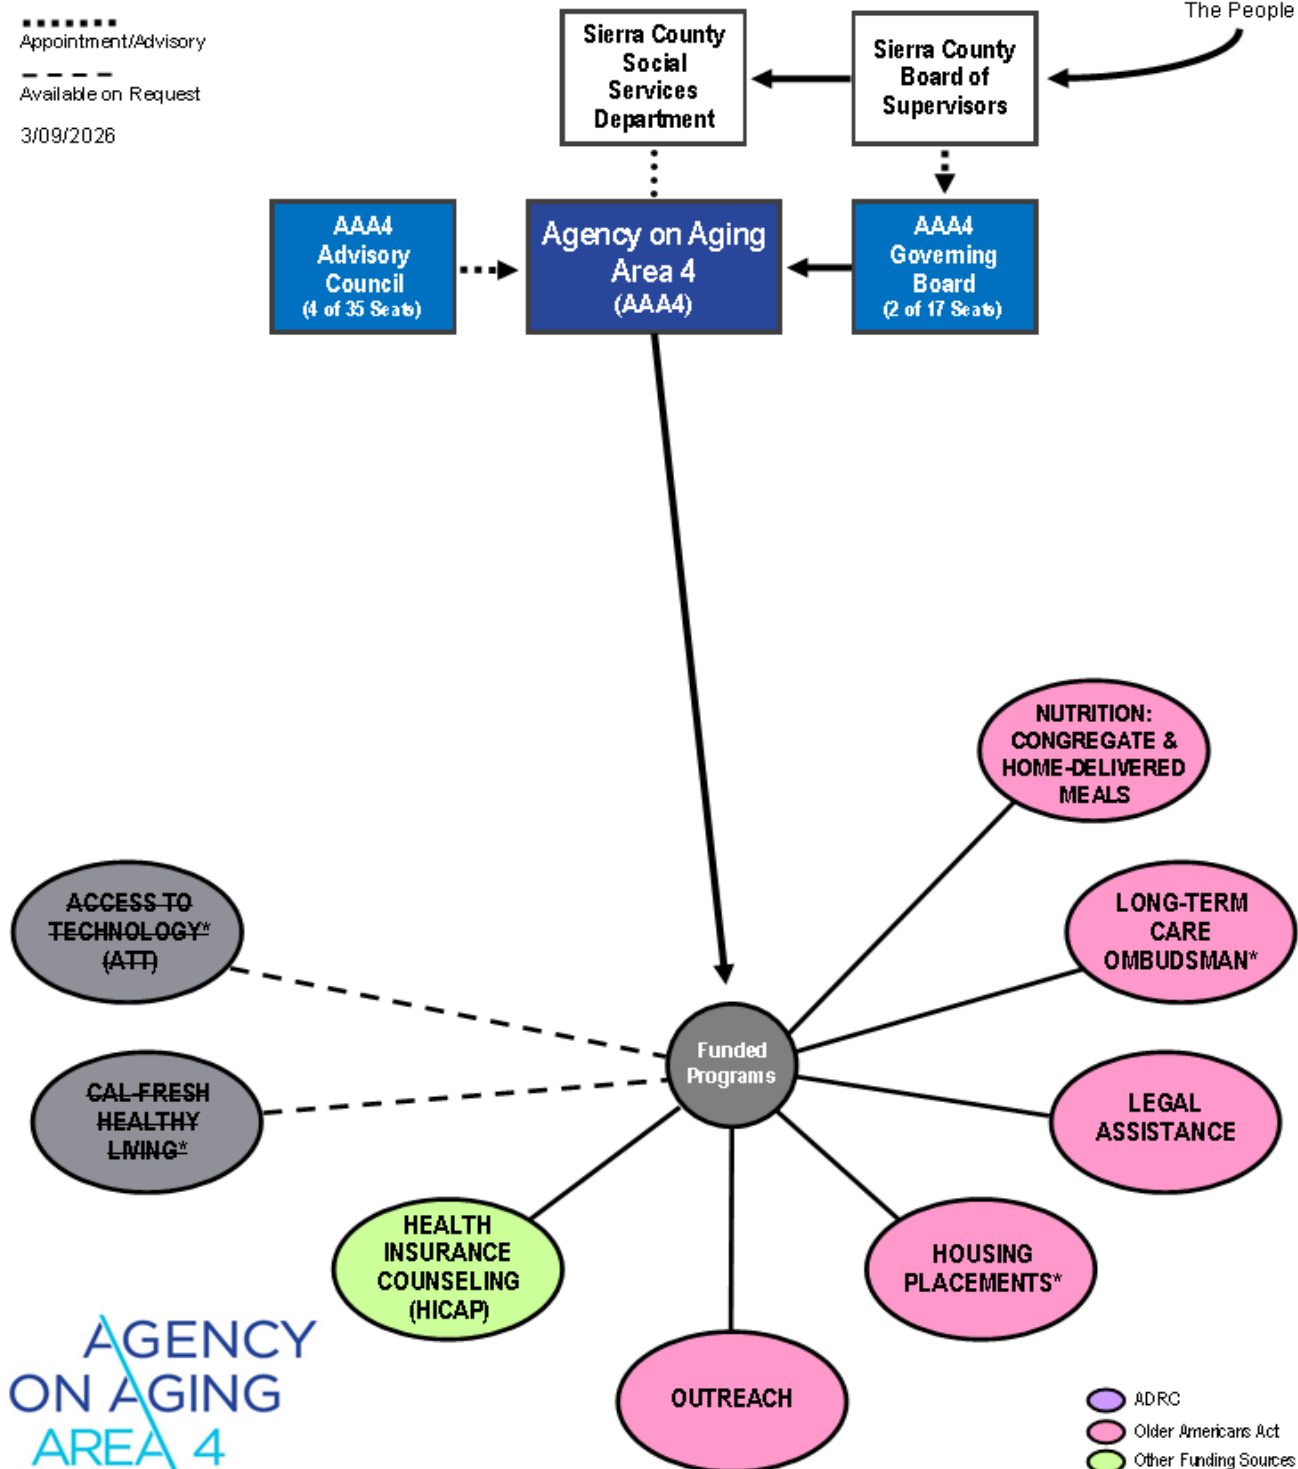 The People
Appointment/Advisory
Available on Request
3/09/2026
Sierra County
Social
Services
Department
Sierra County
Board of
Supervisors
AAA4
Advisory
Council
(4 of 35 Seats)
Agency on Aging
Area 4
(AAA4)
AAA4
Governing
Board
(2 of 17 Seats)
NUTRITION:
CONGREGATE &
HOME-DELIVERED
MEALS
ACCESS TO
TECHNOLOGY*
(ATT)
LONG-TERM
CARE
OMBUDSMAN*
Funded
Programs
CAL-FRESH
HEALTHY
LIVING*
LEGAL
ASSISTANCE
HEALTH
INSURANCE
COUNSELING
(HICAP)
HOUSING
PLACEMENTS*
OUTREACH
AGENCY
ON AGING
AREA 4
ADRC
Older Americans Act
Other Funding Sources